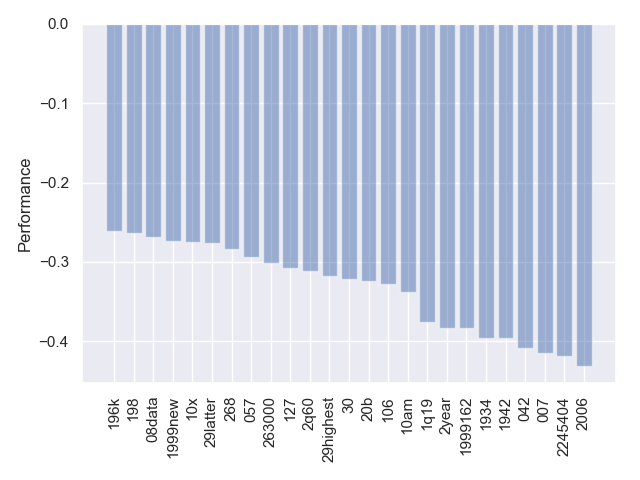 0.0
−0.1
−0.2
−0.3
−0.4
Performance
196k
198
08data
1999new
10x
29latter
268
057
263000
127
2q60
29highest
30
20b
106
10am
1q19
2year
1999162
1934
1942
042
007
2245404
2006